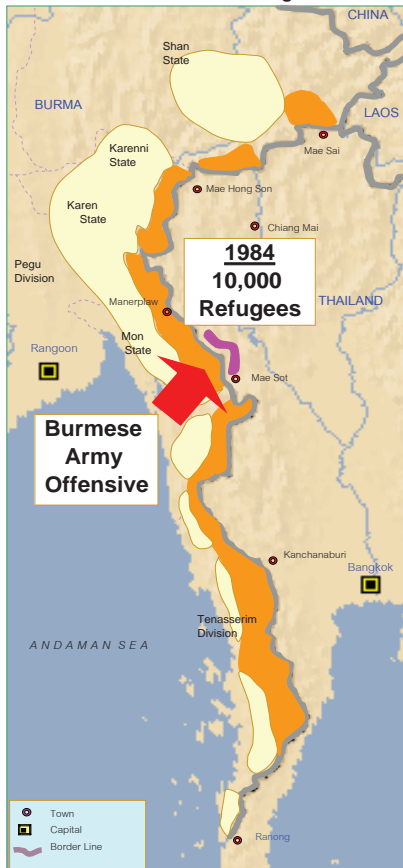 CHINA
Shan
State
BURMA
LAOS
Mae Sai
Karenni
State
Mae Hong Son
Karen
State
Chiang Mai
1984
10,000
Refugees
Pegu
Division
THAILAND
Manerplaw
Mon
State
Rangoon
Mae Sot
Burmese
Army
Offensive
Kanchanaburi
Bangkok
Tenasserim
Division
ANDAMAN SEA
Town
Capital
Border Line
Ranong